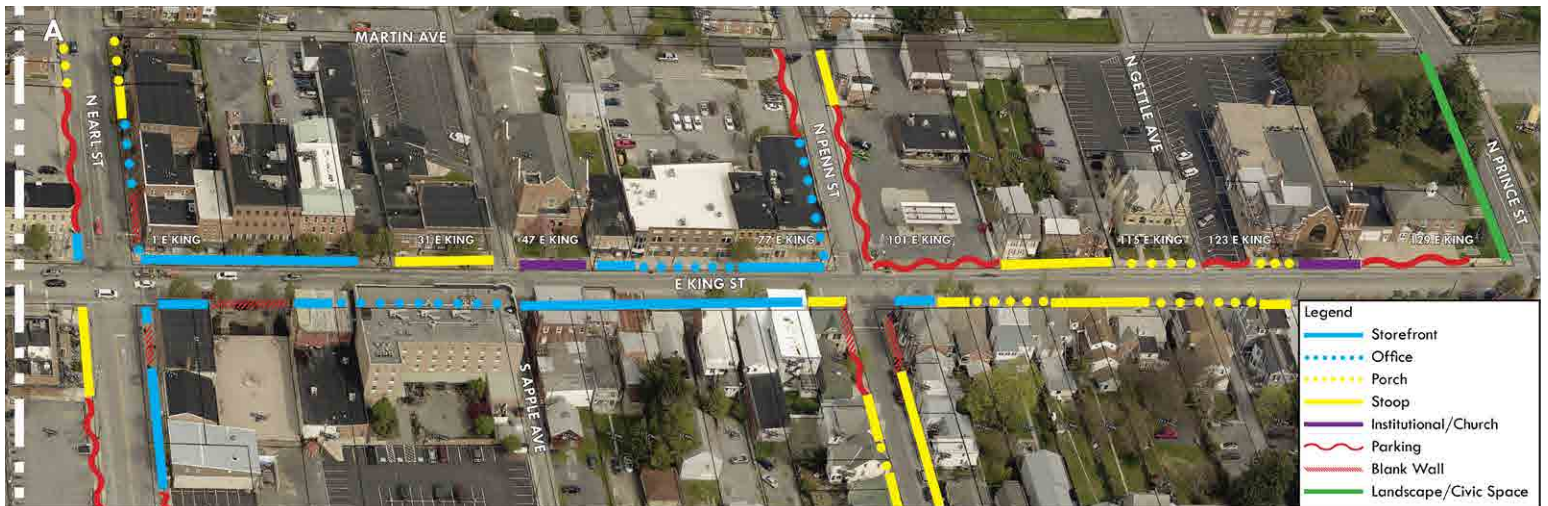 A
MARTIN AVE
N EARL ST
N PENN ST
N GETTLE AVE
N PRINCE ST
1 E KING
31 E KING
47 E KING
77 E KING
101 E KING
115 E KING
123 E KING
129 E KING
E KING ST
S APPLE AVE
Legend
Storefront
Office
Porch
Stoop
Institutional/Church
Parking
Blank Wall
Landscape/Civic Space